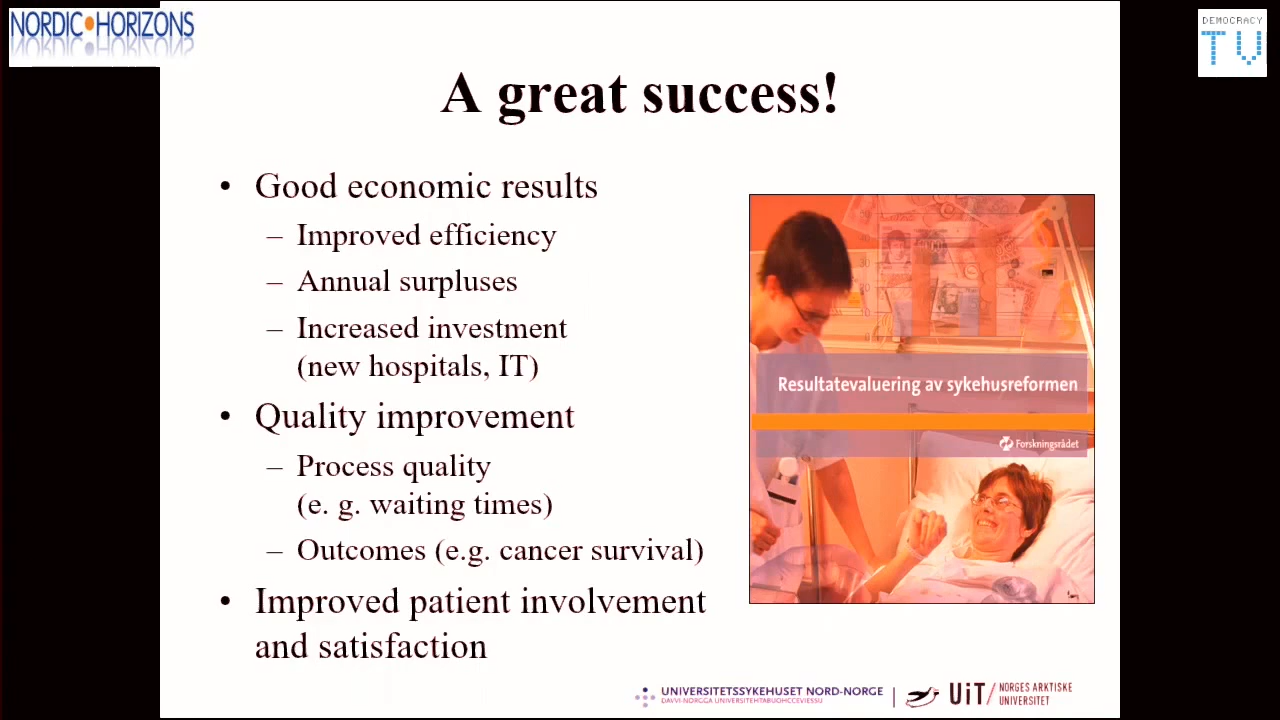 NORDIC•HORIZONS
DEMOCRACY
TV
A great success!
• Good economic results
– Improved efficiency
– Annual surpluses
– Increased investment
(new hospitals, IT)
• Quality improvement
– Process quality
(e. g. waiting times)
– Outcomes (e.g. cancer survival)
• Improved patient involvement
and satisfaction
Resultatevaluering av sykehusreformen
Forskningsrådet
UNIVERSITETSSYKEHUSET NORD-NORGE
DAVVI-NORGGA UNIVERSIHTABUOHCCEVIESSU
UiT / NORGES ARKTISKE
UNIVERSITET